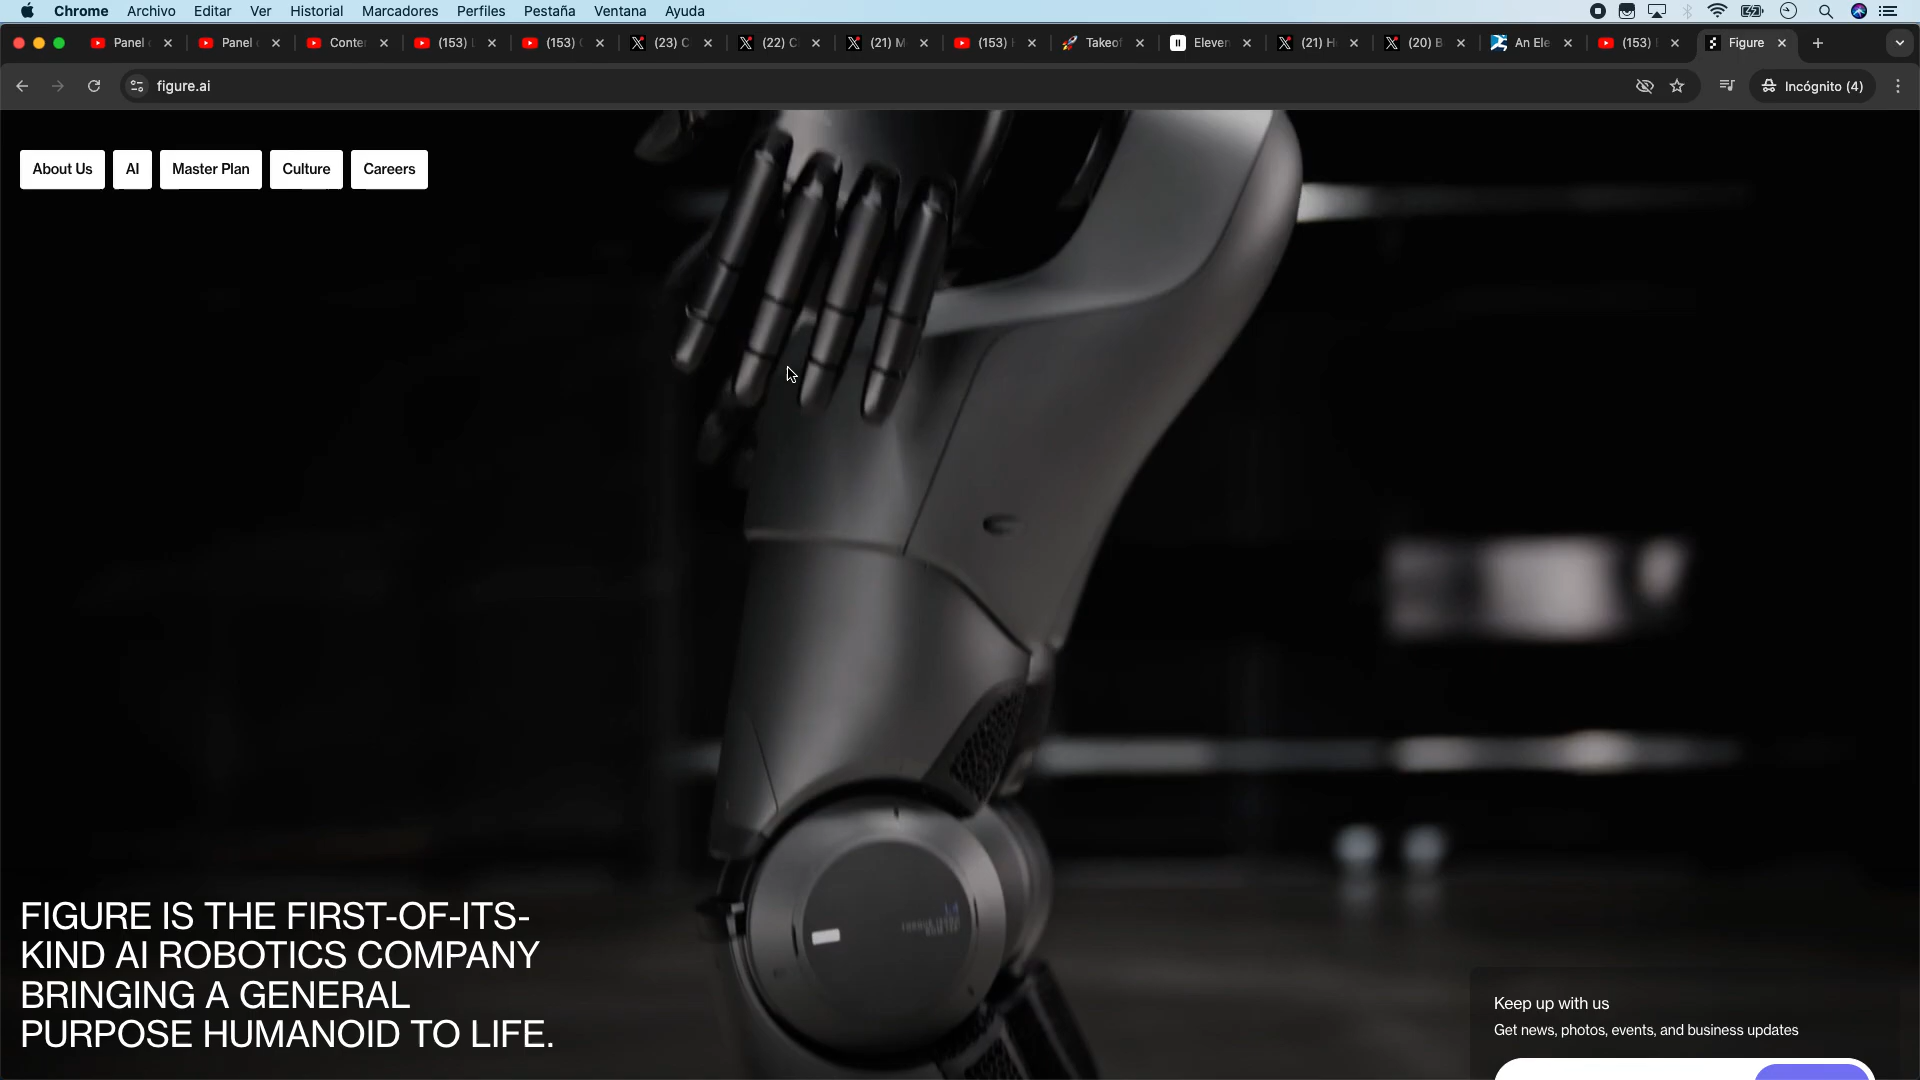 Chrome Archivo Editar Ver Historial Marcadores Perfiles Pestaña Ventana Ayuda
Panel Panel Conte (153) (153) (23) C (22) C (21) M (153) Takeof Eleven (21) H (20) B An Ele (153) Figure
figure.ai Incógnito (4)
About Us AI Master Plan Culture Careers
FIGURE IS THE FIRST-OF-ITS-
KIND AI ROBOTICS COMPANY
BRINGING A GENERAL
PURPOSE HUMANOID TO LIFE.
Keep up with us
Get news, photos, events, and business updates